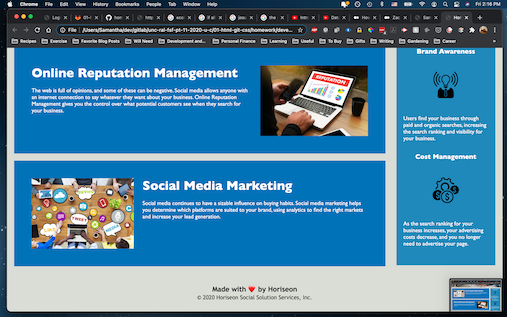 Chrome File Edit View History Bookmarks People Tab Window Help
Fri 2:16 PM
/Users/Samantha/dev/gitlab/unc-ral-fsf-pt-11-2020-u-c/01-html-git-css/homework/deve...
Recipes Exercise Favorite Blog Posts Will Need Development and... Personal Finance Learning Useful To Buy Gifts Writing Gardening Career
Online Reputation Management
The web is full of opinions, and some of these can be negative. Social media allows anyone with
an internet connection to say whatever they want about your business. Online Reputation
Management gives you the control over what potential customers see when they search for
your business.
REPUTATION
Brand Awareness
Users find your business through
paid and organic searches, increasing
the search ranking and visibility for
your business.
Cost Management
As the search ranking for your
business increases, your advertising
costs decrease, and you no longer
need to advertise your page.
Social Media Marketing
Social media continues to have a sizable influence on buying habits. Social media marketing helps
you determine which platforms are suited to your brand, using analytics to find the right markets
and increase your lead generation.
TWEET
Made with ❤️ by Horiseon
© 2020 Horiseon Social Solution Services, Inc.